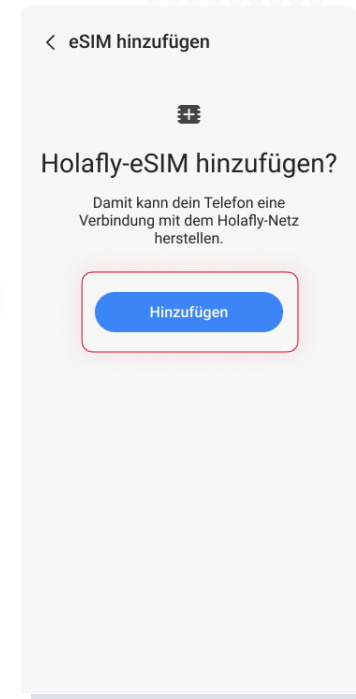 eSIM hinzufügen
Holafly-eSIM hinzufügen?
Damit kann dein Telefon eine
Verbindung mit dem Holafly-Netz
herstellen.
Hinzufügen